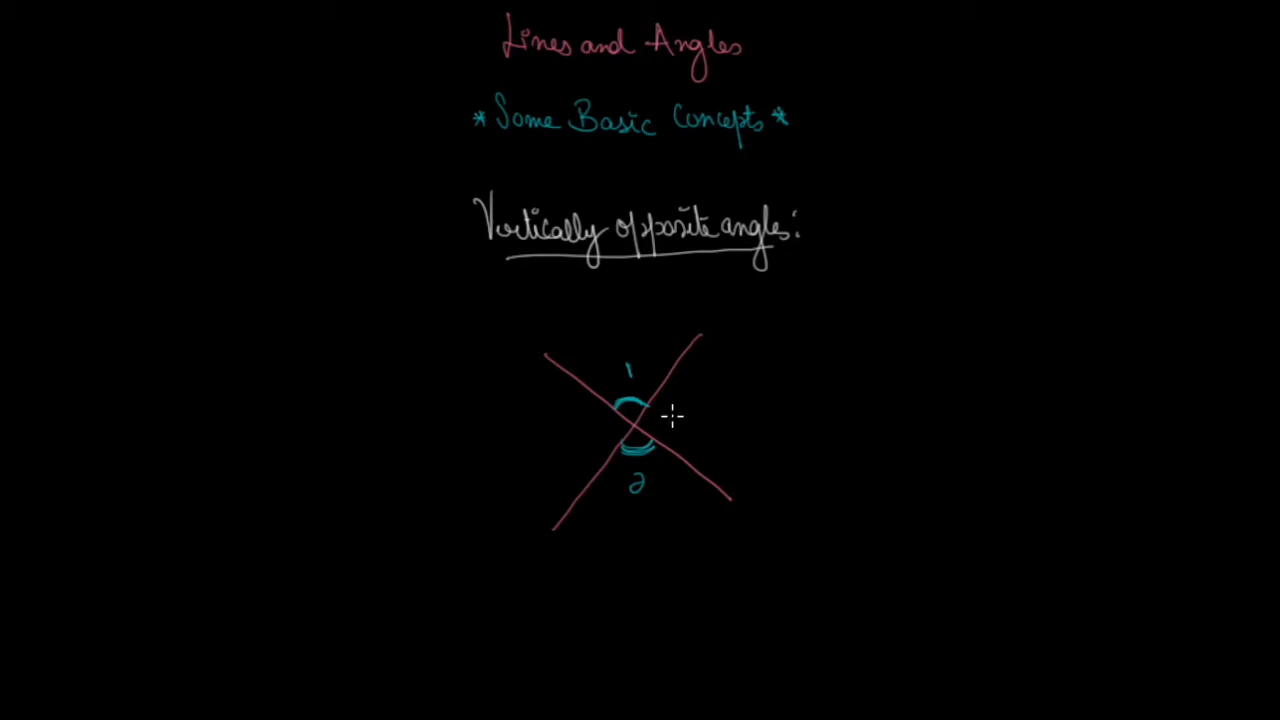 Lines and Angles
*Some Basic Concepts*
Vertically opposite angles:
1
2